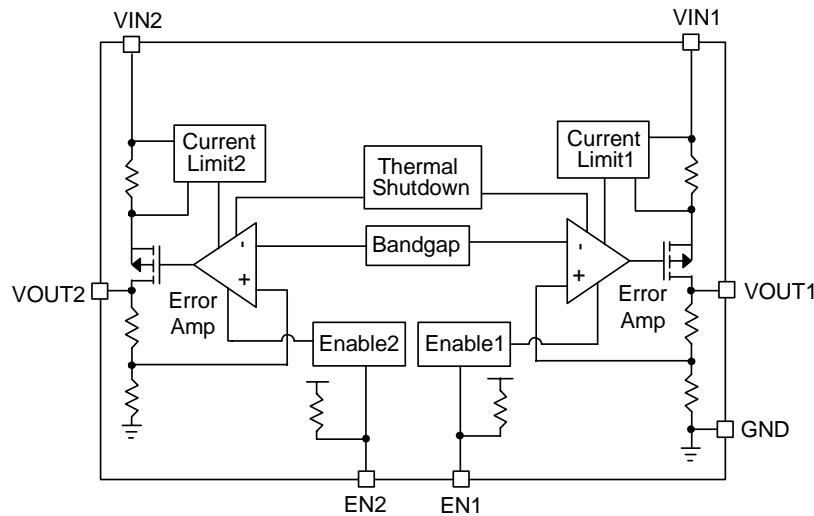 VIN2
VIN1
Current
Limit2
Thermal
Shutdown
Current
Limit1
-
Bandgap
-
+
+
VOUT2
Error
Amp
Error
Amp
VOUT1
Enable2
Enable1
GND
EN2
EN1